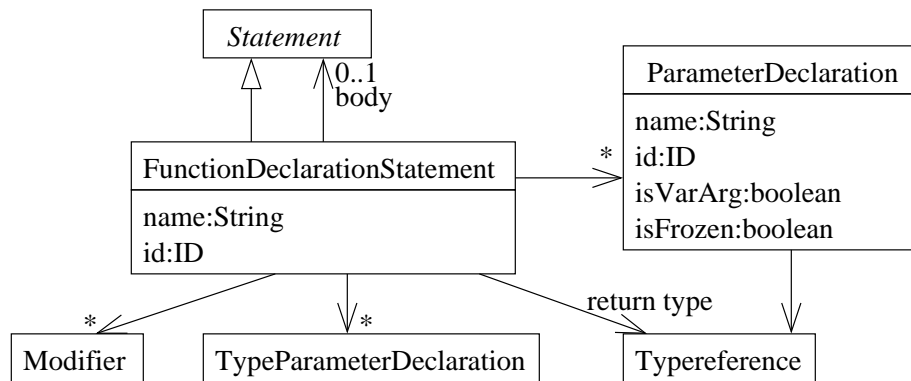 Statement
0..1
body
ParameterDeclaration
name:String
id:ID
isVarArg:boolean
isFrozen:boolean
*
FunctionDeclarationStatement
name:String
id:ID
*
*
return type
Modifier
TypeParameterDeclaration
Typereference